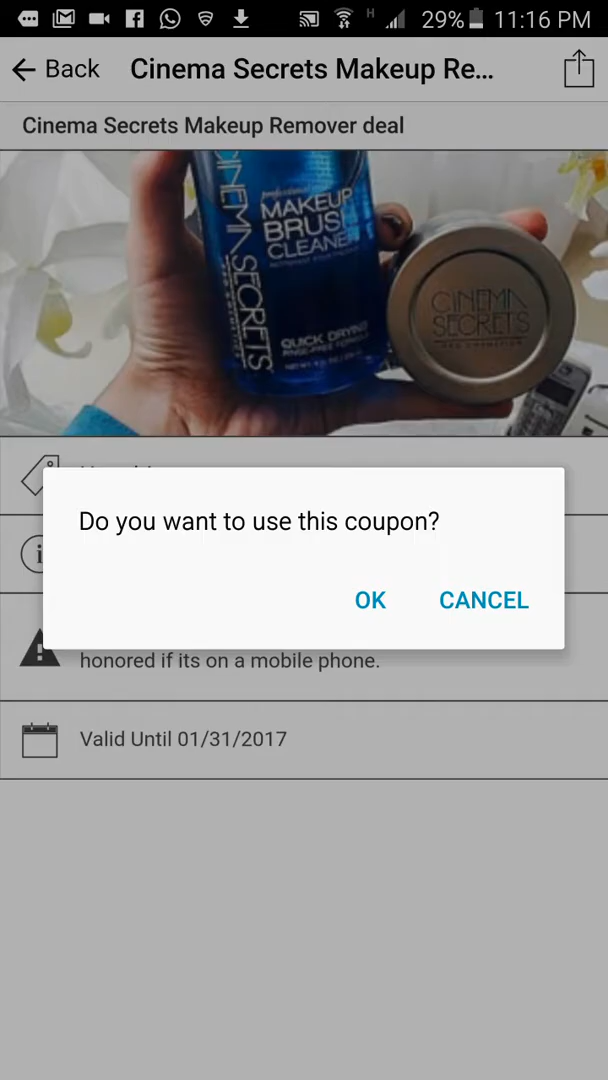 29% 11:16 PM
Back Cinema Secrets Makeup Re...
Cinema Secrets Makeup Remover deal
CINEMA SECRETS
professional
MAKEUP
BRUSH
CLEANER
QUICK DRYING
NET WT.
CINEMA
SECRETS
Do you want to use this coupon?
OK CANCEL
honored if its on a mobile phone.
Valid Until 01/31/2017